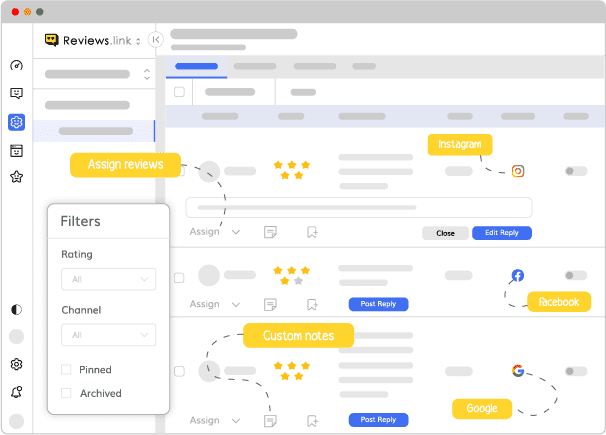 Reviews.link
Assign reviews
Instagram
Assign
Close
Edit Reply
Filters
Rating
All
Channel
All
Pinned
Archived
Assign
Post Reply
Facebook
Custom notes
Google
Assign
Post Reply